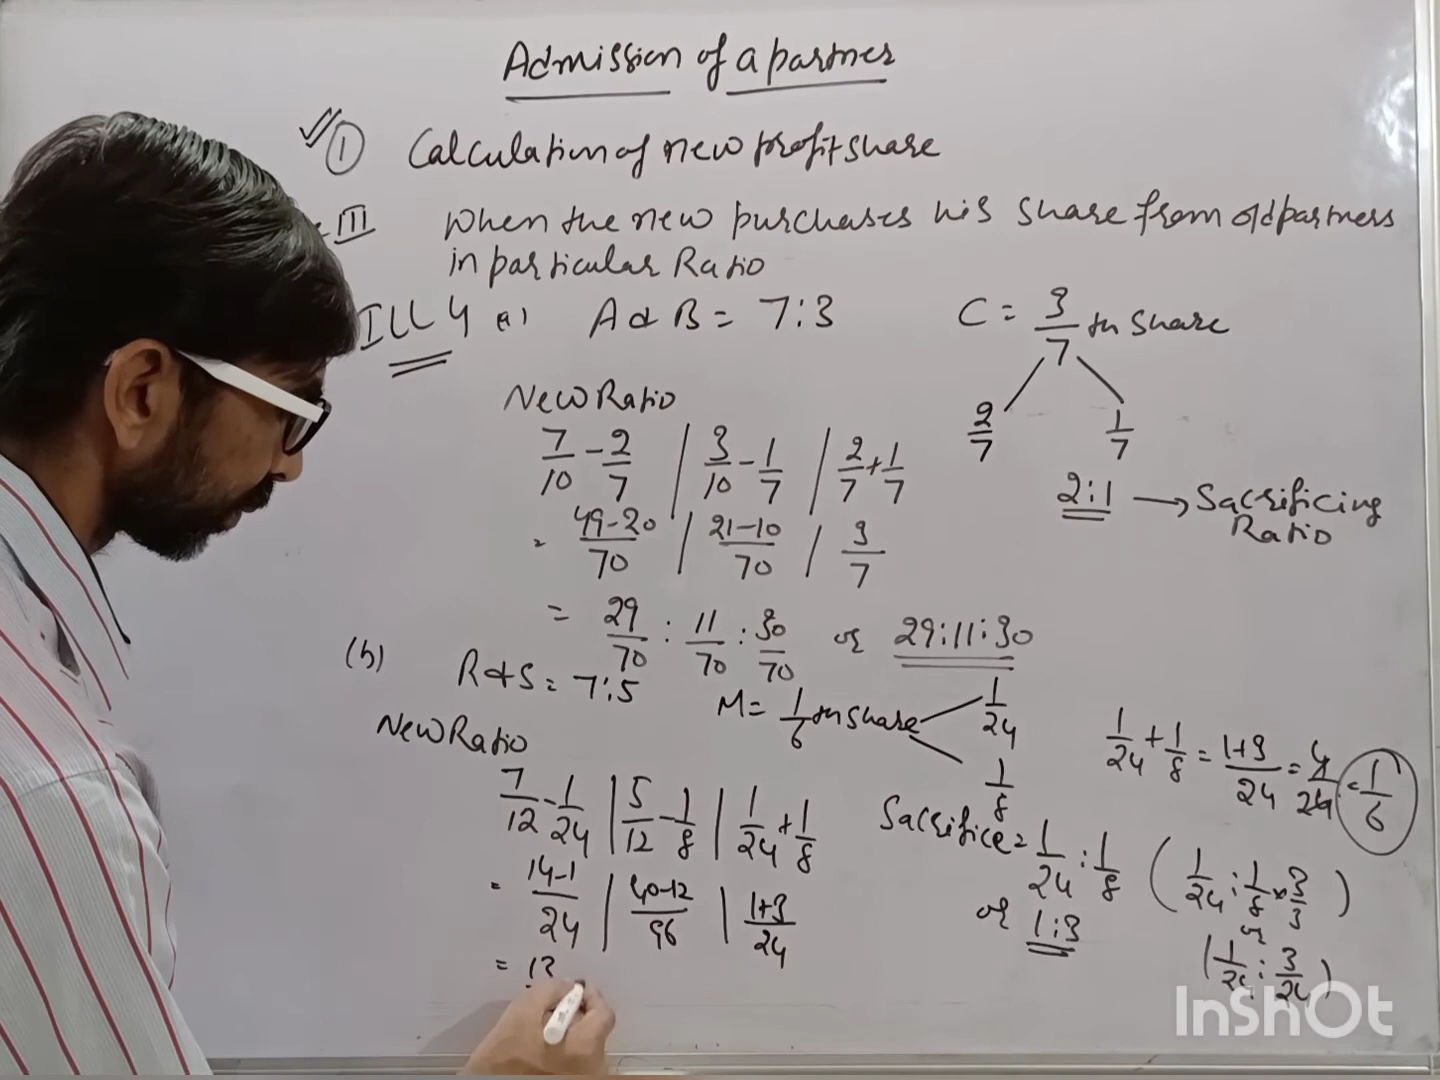 Admission of a partner
① Calculation of new profit share
III When the new purchases his share from old partners
in particular Ratio
ILL 4 (a) A & B = 7:3 C = 3/7 th share
2/7 1/7
New Ratio
7/10 - 2/7 | 3/10 - 1/7 | 2/7 + 1/7
2:1 → Sacrificing
Ratio
= 49-20/70 | 21-10/70 | 3/7
= 29/70 : 11/70 : 30/70 or 29:11:30
(b) R & S = 7:5 M = 1/6 th share 1/24
1/8
1/24 + 1/8 = 1+3/24 = 4/24 = 1/6
New Ratio
7/12 - 1/24 | 5/12 - 1/8 | 1/24 + 1/8
Sacrifice = 1/24 : 1/8 (1/24 : 1/8 × 3/3)
or 1:3 or
(1/24 : 3/24)
= 14-1/24 | 40-12/96 | 1+3/24
= 13
InShOt